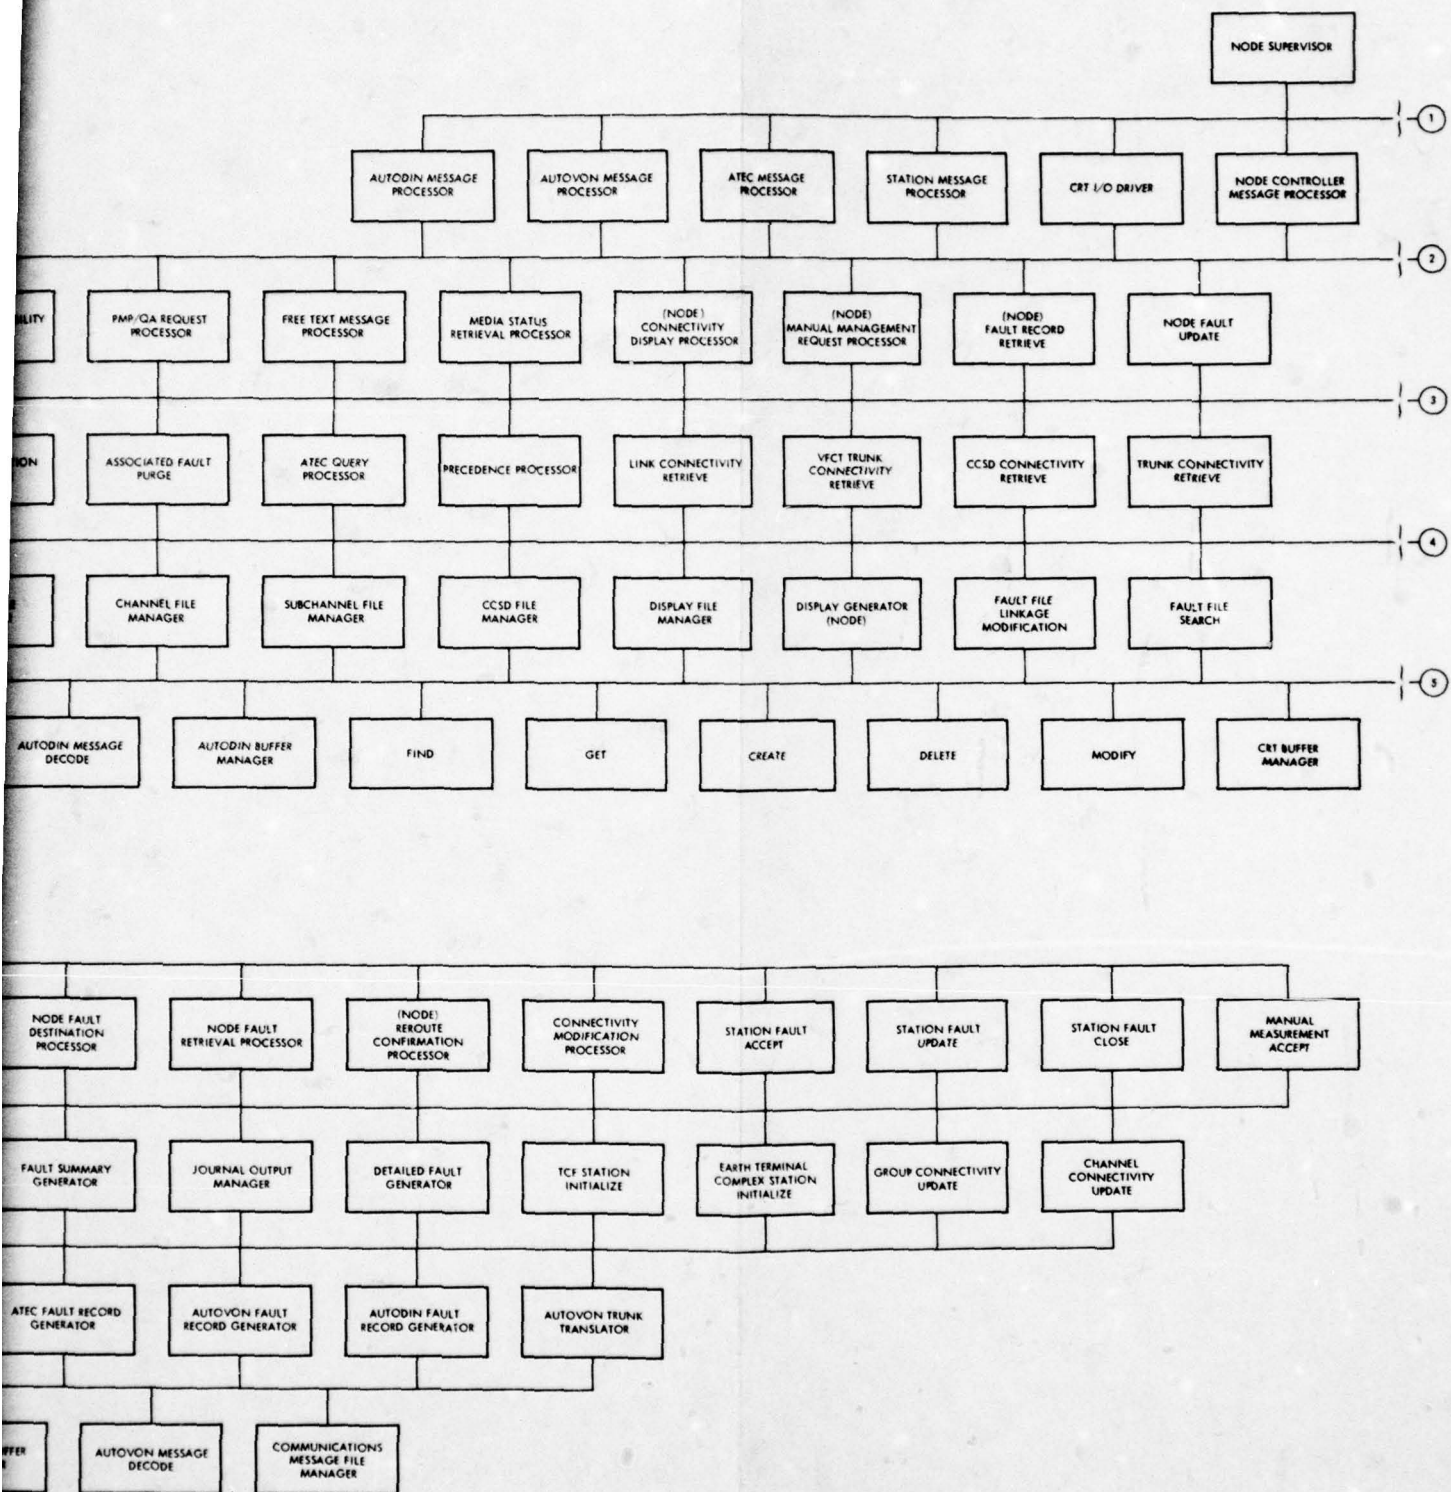 NODE SUPERVISOR
1
AUTODIN MESSAGE
PROCESSOR
AUTOVON MESSAGE
PROCESSOR
ATEC MESSAGE
PROCESSOR
STATION MESSAGE
PROCESSOR
CRT I/O DRIVER
NODE CONTROLLER
MESSAGE PROCESSOR
2
ILITY
PMP/QA REQUEST
PROCESSOR
FREE TEXT MESSAGE
PROCESSOR
MEDIA STATUS
RETRIEVAL PROCESSOR
(NODE)
CONNECTIVITY
DISPLAY PROCESSOR
(NODE)
MANUAL MANAGEMENT
REQUEST PROCESSOR
(NODE)
FAULT RECORD
RETRIEVE
NODE FAULT
UPDATE
3
ION
ASSOCIATED FAULT
PURGE
ATEC QUERY
PROCESSOR
PRECEDENCE PROCESSOR
LINK CONNECTIVITY
RETRIEVE
VFCT TRUNK
CONNECTIVITY
RETRIEVE
CCSD CONNECTIVITY
RETRIEVE
TRUNK CONNECTIVITY
RETRIEVE
4
CHANNEL FILE
MANAGER
SUBCHANNEL FILE
MANAGER
CCSD FILE
MANAGER
DISPLAY FILE
MANAGER
DISPLAY GENERATOR
(NODE)
FAULT FILE
LINKAGE
MODIFICATION
FAULT FILE
SEARCH
5
AUTODIN MESSAGE
DECODE
AUTODIN BUFFER
MANAGER
FIND
GET
CREATE
DELETE
MODIFY
CRT BUFFER
MANAGER
NODE FAULT
DESTINATION
PROCESSOR
NODE FAULT
RETRIEVAL PROCESSOR
(NODE)
REROUTE
CONFIRMATION
PROCESSOR
CONNECTIVITY
MODIFICATION
PROCESSOR
STATION FAULT
ACCEPT
STATION FAULT
UPDATE
STATION FAULT
CLOSE
MANUAL
MEASUREMENT
ACCEPT
FAULT SUMMARY
GENERATOR
JOURNAL OUTPUT
MANAGER
DETAILED FAULT
GENERATOR
TCF STATION
INITIALIZE
EARTH TERMINAL
COMPLEX STATION
INITIALIZE
GROUP CONNECTIVITY
UPDATE
CHANNEL
CONNECTIVITY
UPDATE
ATEC FAULT RECORD
GENERATOR
AUTOVON FAULT
RECORD GENERATOR
AUTODIN FAULT
RECORD GENERATOR
AUTOVON TRUNK
TRANSLATOR
FFER
AUTOVON MESSAGE
DECODE
COMMUNICATIONS
MESSAGE FILE
MANAGER